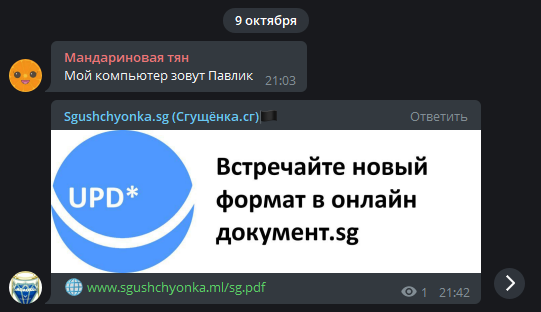 9 октября
Мандариновая тян
Мой компьютер зовут Павлик 21:03
Sgushchyonka.sg (Сгущёнка.сг) Ответить
UPD*
Встречайте новый
формат в онлайн
документ.sg
www.sgushchyonka.ml/sg.pdf 1 21:42